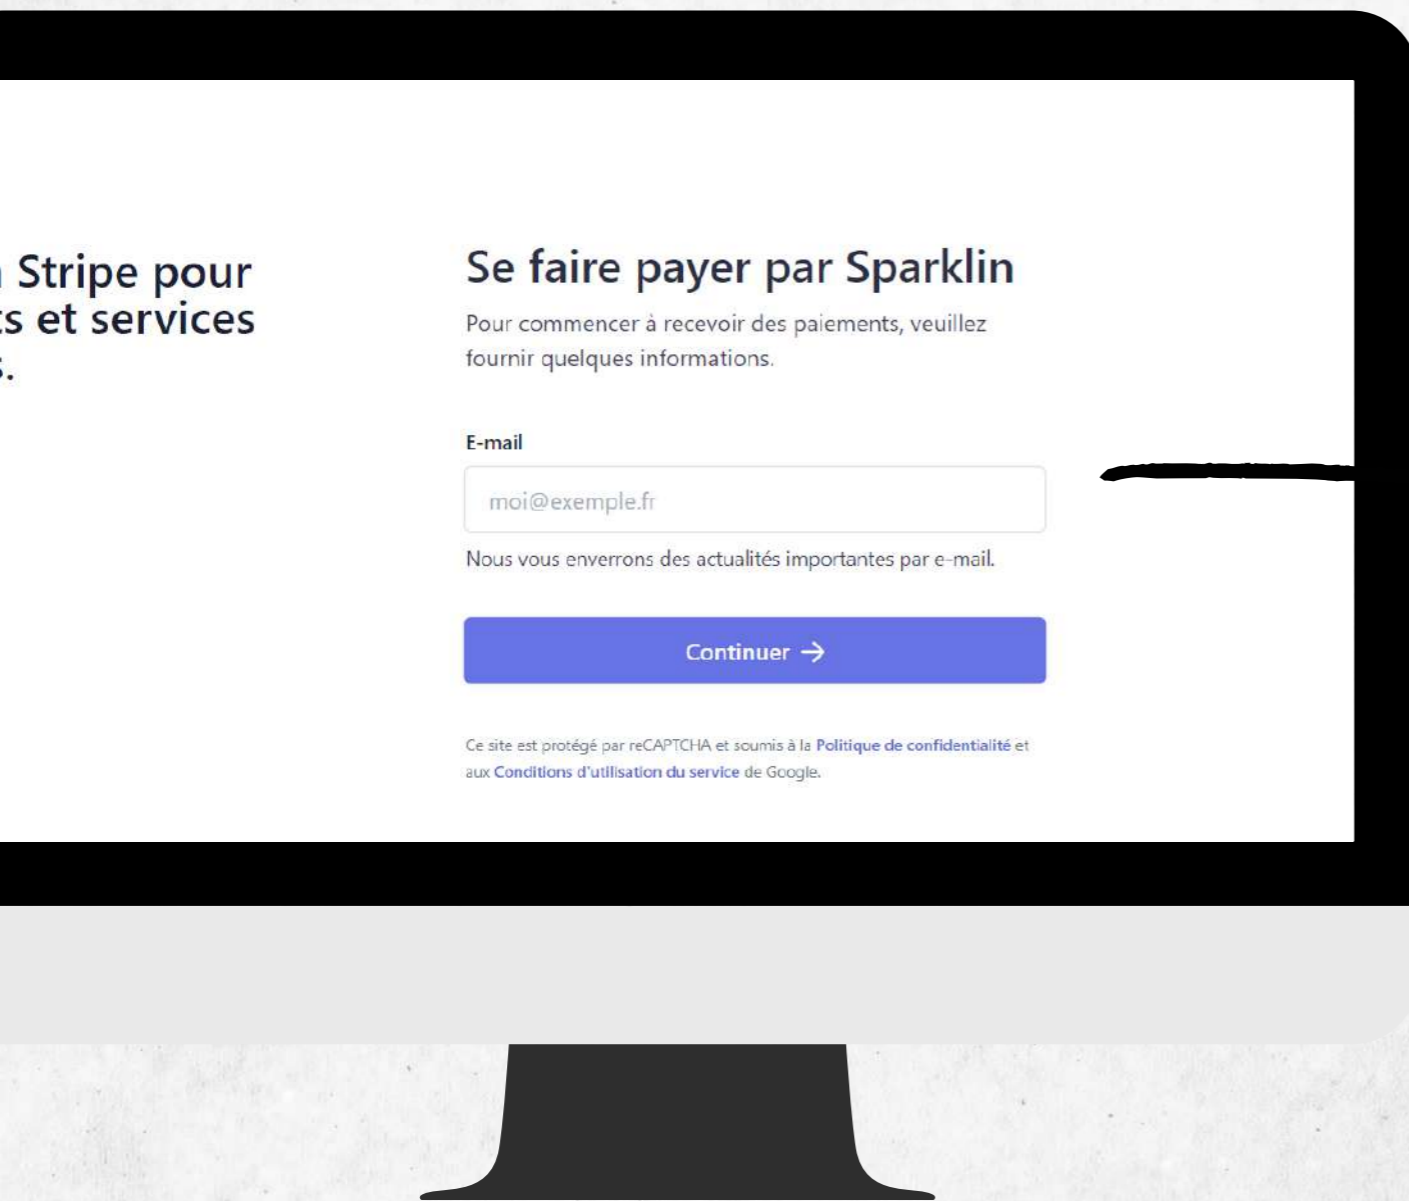 Stripe pour
ts et services
s.
Se faire payer par Sparklin
Pour commencer à recevoir des paiements, veuillez
fournir quelques informations.
E-mail
moi@exemple.fr
Nous vous enverrons des actualités importantes par e-mail.
Continuer →
Ce site est protégé par reCAPTCHA et soumis à la Politique de confidentialité et
aux Conditions d'utilisation du service de Google.